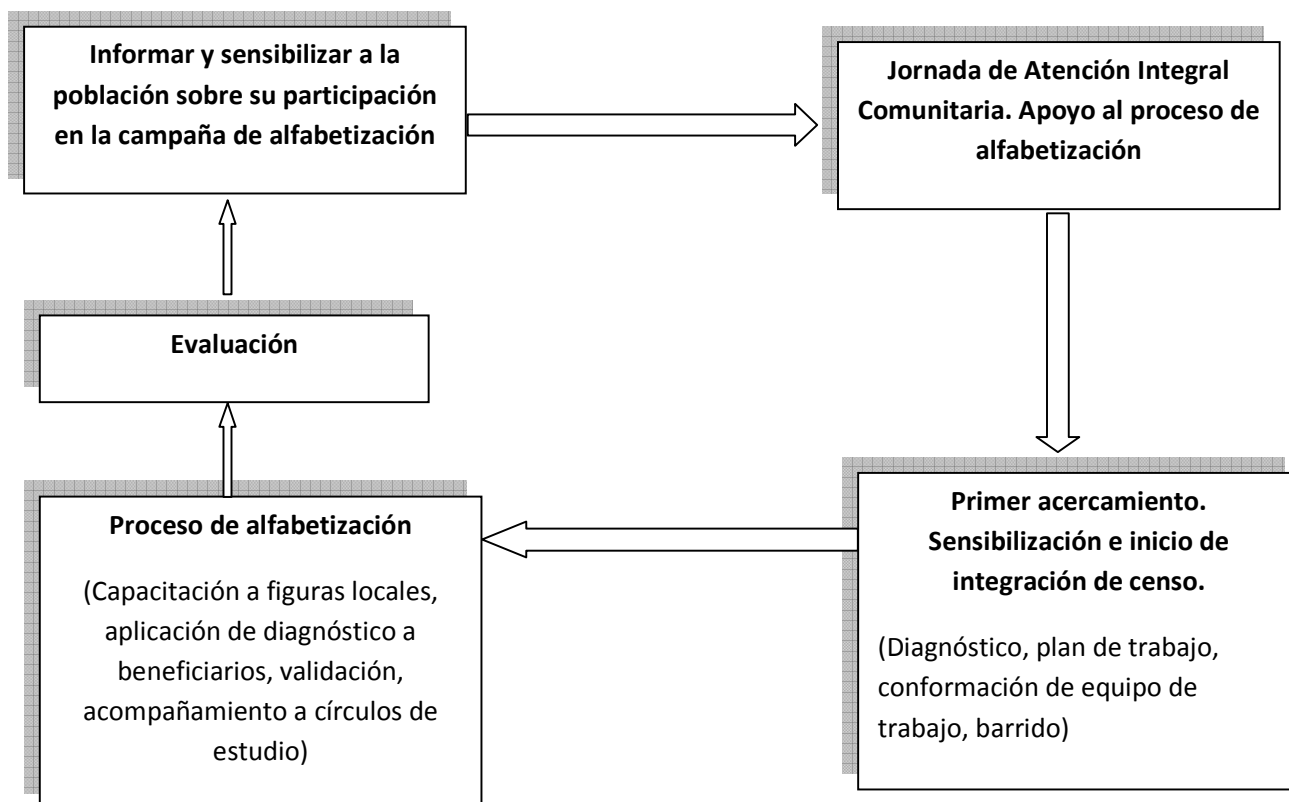 Informar y sensibilizar a la
población sobre su participación
en la campaña de alfabetización
Jornada de Atención Integral
Comunitaria. Apoyo al proceso de
alfabetización
Evaluación
Proceso de alfabetización
(Capacitación a figuras locales,
aplicación de diagnóstico a
beneficiarios, validación,
acompañamiento a círculos de
estudio)
Primer acercamiento.
Sensibilización e inicio de
integración de censo.
(Diagnóstico, plan de trabajo,
conformación de equipo de
trabajo, barrido)